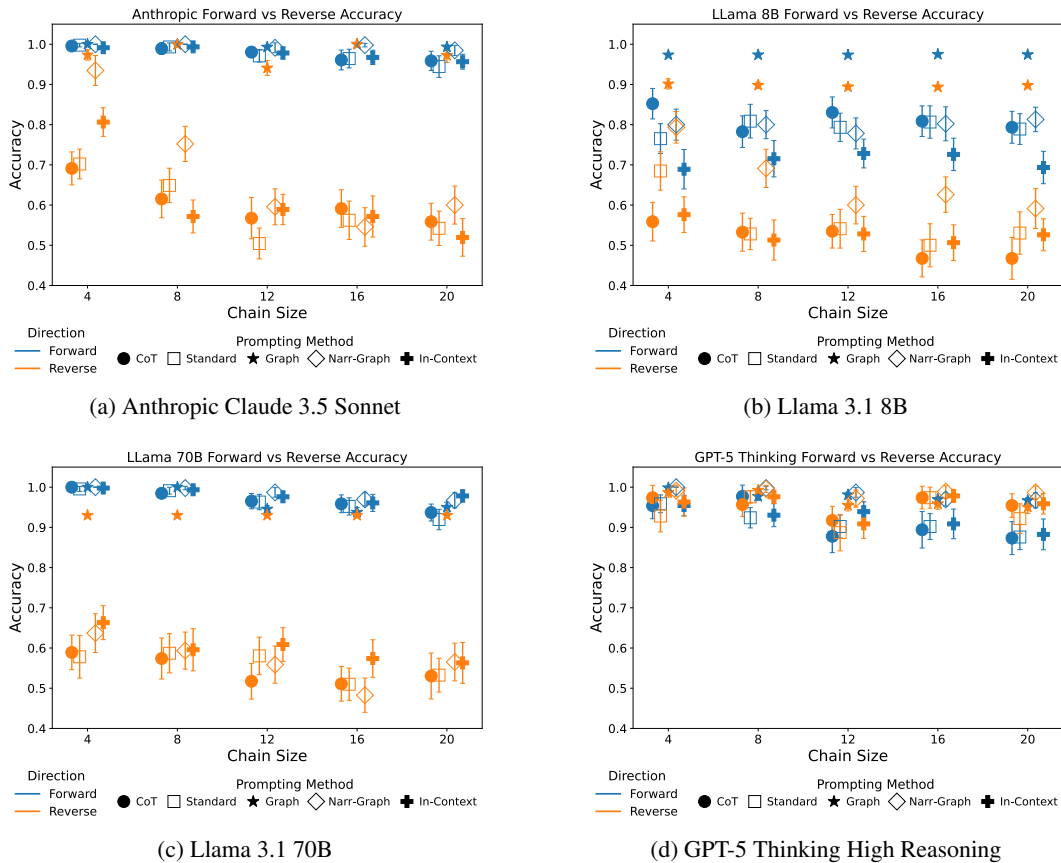 Anthropic Forward vs Reverse Accuracy
1.0
0.9
0.8
0.7
0.6
0.5
0.4
Accuracy
4 8 12 16 20
Chain Size
Direction
Forward
Reverse
Prompting Method
CoT Standard Graph Narr-Graph In-Context
(a) Anthropic Claude 3.5 Sonnet
LLama 8B Forward vs Reverse Accuracy
1.0
0.9
0.8
0.7
0.6
0.5
0.4
Accuracy
4 8 12 16 20
Chain Size
Direction
Forward
Reverse
Prompting Method
CoT Standard Graph Narr-Graph In-Context
(b) Llama 3.1 8B
LLama 70B Forward vs Reverse Accuracy
1.0
0.9
0.8
0.7
0.6
0.5
0.4
Accuracy
4 8 12 16 20
Chain Size
Direction
Forward
Reverse
Prompting Method
CoT Standard Graph Narr-Graph In-Context
(c) Llama 3.1 70B
GPT-5 Thinking Forward vs Reverse Accuracy
1.0
0.9
0.8
0.7
0.6
0.5
0.4
Accuracy
4 8 12 16 20
Chain Size
Direction
Forward
Reverse
Prompting Method
CoT Standard Graph Narr-Graph In-Context
(d) GPT-5 Thinking High Reasoning